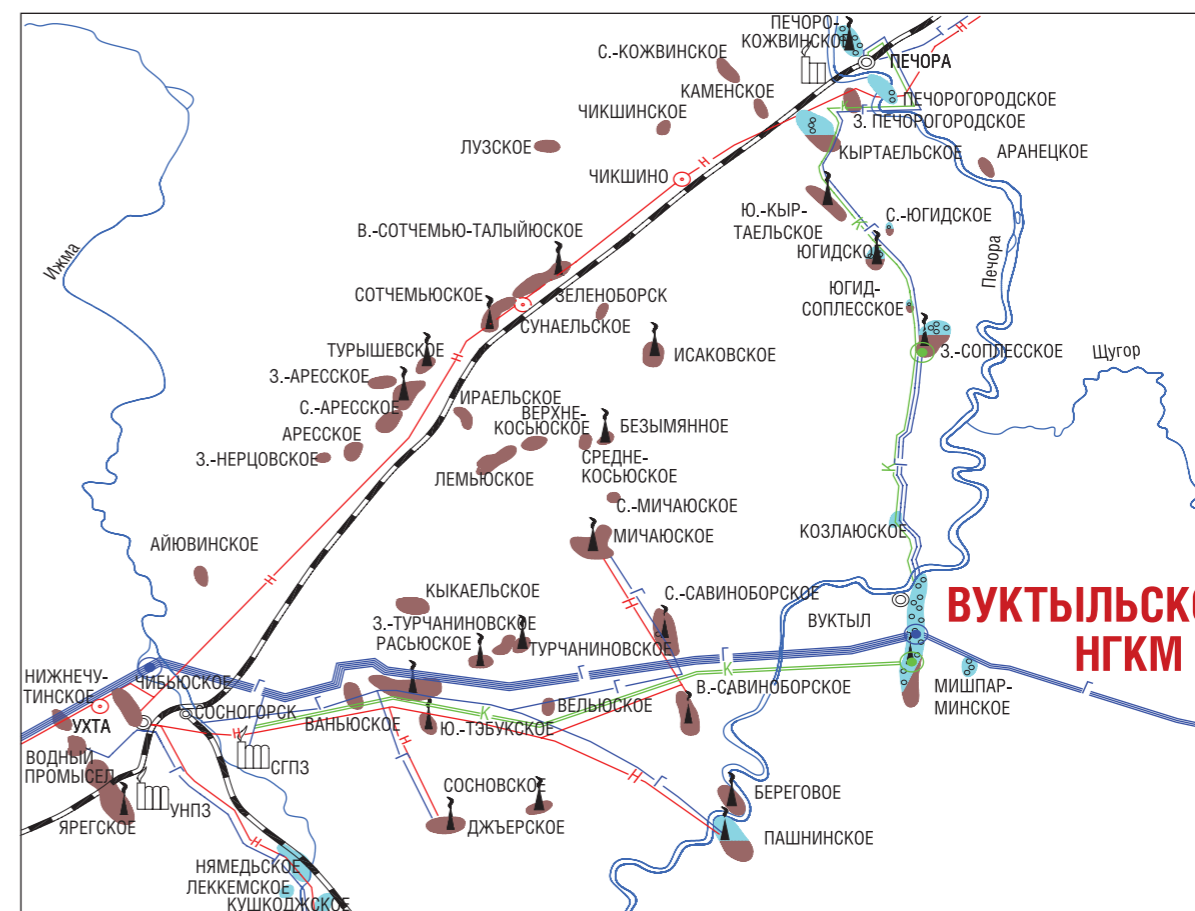 ПЕЧОРО-
КОЖВИНСКОЕ
С.-КОЖВИНСКОЕ
ПЕЧОРА
КАМЕНСКОЕ
ПЕЧОРОГОРОДСКОЕ
ЧИКШИНСКОЕ
К
Г
З. ПЕЧОРОГОРОДСКОЕ
ЛУЗСКОЕ
КЫРТАЕЛЬСКОЕ
АРАНЕЦКОЕ
Н
ЧИКШИНО
Ю.-КЫР-
ТАЕЛЬСКОЕ
С.-ЮГИДСКОЕ
В.-СОТЧЕМЬЮ-ТАЛЫЙЮСКОЕ
К
Г
ЮГИДСКОЕ
Ижма
Печора
СОТЧЕМЬЮСКОЕ
ЗЕЛЕНОБОРСК
ЮГИД-
СОПЛЕССКОЕ
СУНАЕЛЬСКОЕ
ТУРЫШЕВСКОЕ
Н
ИСАКОВСКОЕ
З.-СОПЛЕССКОЕ
Щугор
З.-АРЕССКОЕ
ИРАЕЛЬСКОЕ
С.-АРЕССКОЕ
ВЕРХНЕ-
КОСЬЮСКОЕ
БЕЗЫМЯННОЕ
АРЕССКОЕ
З.-НЕРЦОВСКОЕ
СРЕДНЕ-
КОСЬЮСКОЕ
ЛЕМЬЮСКОЕ
К
Г
С.-МИЧАЮСКОЕ
МИЧАЮСКОЕ
КОЗЛАЮСКОЕ
АЙЮВИНСКОЕ
Н
КЫКАЕЛЬСКОЕ
С.-САВИНОБОРСКОЕ
Н
Г
ВУКТЫЛЬСКО
НГКМ
ВУКТЫЛ
З.-ТУРЧАНИНОВСКОЕ
РАСЬЮСКОЕ
ТУРЧАНИНОВСКОЕ
НИЖНЕЧУ-
ТИНСКОЕ
ЧИБЬЮСКОЕ
Г
Г
К
В.-САВИНОБОРСКОЕ
МИШПАР-
МИНСКОЕ
Г
УХТА
СОСНОГОРСК
Г
ВАНЬЮСКОЕ
К
Г
ВЕЛЬЮСКОЕ
Ю.-ТЭБУКСКОЕ
Н
ВОДНЫЙ
ПРОМЫСЕЛ
СГПЗ
Н
Г
Г
Н
Г
УНПЗ
СОСНОВСКОЕ
БЕРЕГОВОЕ
ЯРЕГСКОЕ
ДЖЪЕРСКОЕ
ПАШНИНСКОЕ
Н
Г
НЯМЕДЬСКОЕ
ЛЕККЕМСКОЕ
КУШКОДЖСКОЕ